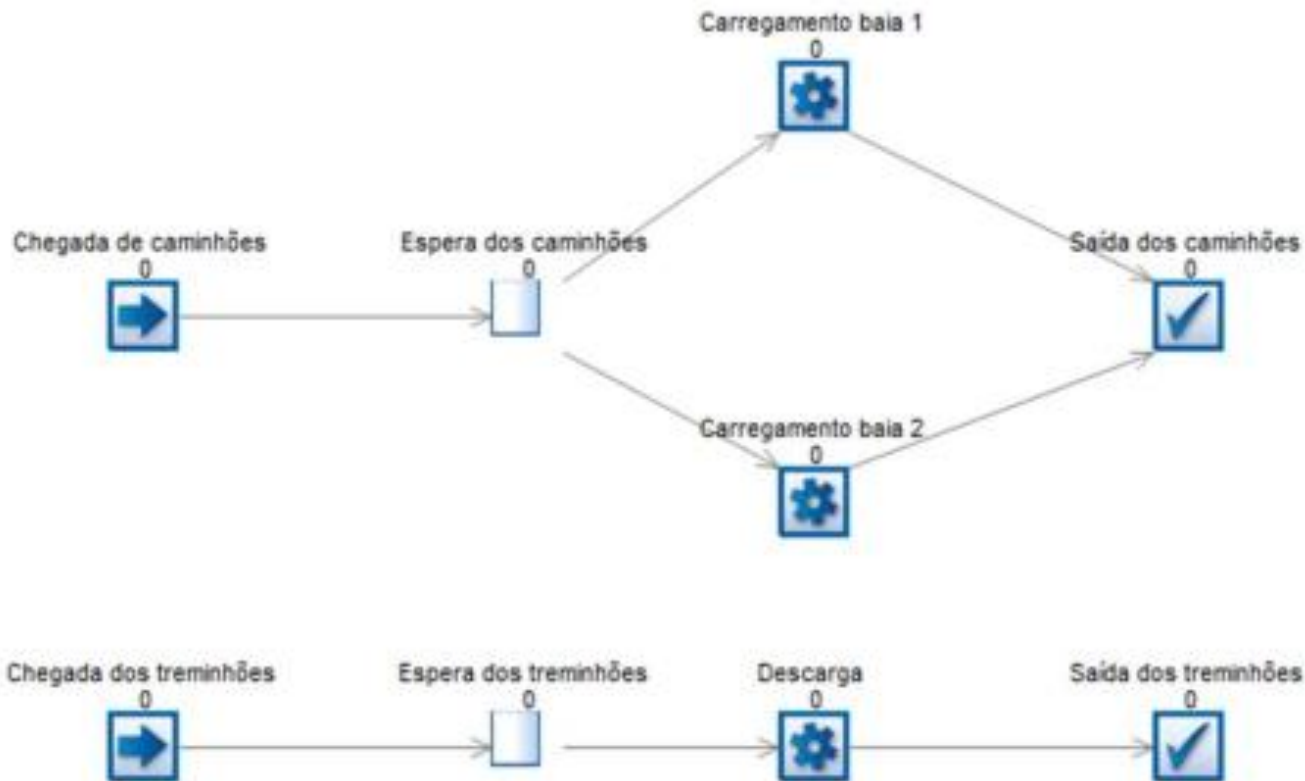 Carregamento baia 1
0
Chegada de caminhões
0
Espera dos caminhões
0
Saída dos caminhões
0
Carregamento baia 2
0
Chegada dos treminhões
0
Espera dos treminhões
0
Descarga
0
Saída dos treminhões
0